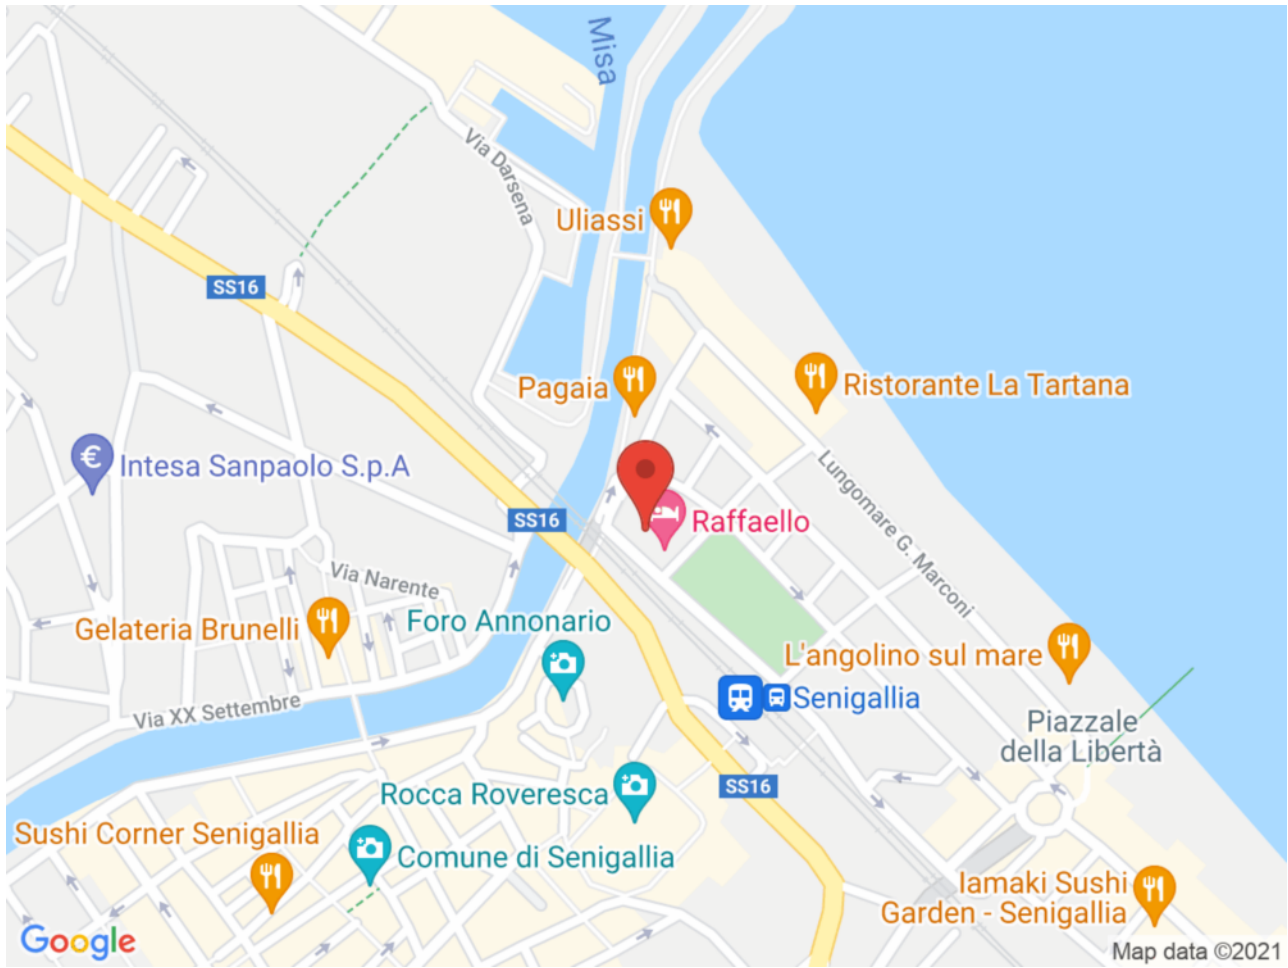 Misa
Via Darsena
Uliassi
SS16
Pagaia
Ristorante La Tartana
Intesa Sanpaolo S.p.A
Lungomare G. Marconi
SS16
Raffaello
Via Narente
Foro Annonario
Gelateria Brunelli
L'angolino sul mare
Via XX Settembre
Senigallia
Piazzale
della Libertà
SS16
Rocca Roveresca
Sushi Corner Senigallia
Comune di Senigallia
Iamaki Sushi
Garden - Senigallia
Google
Map data ©2021